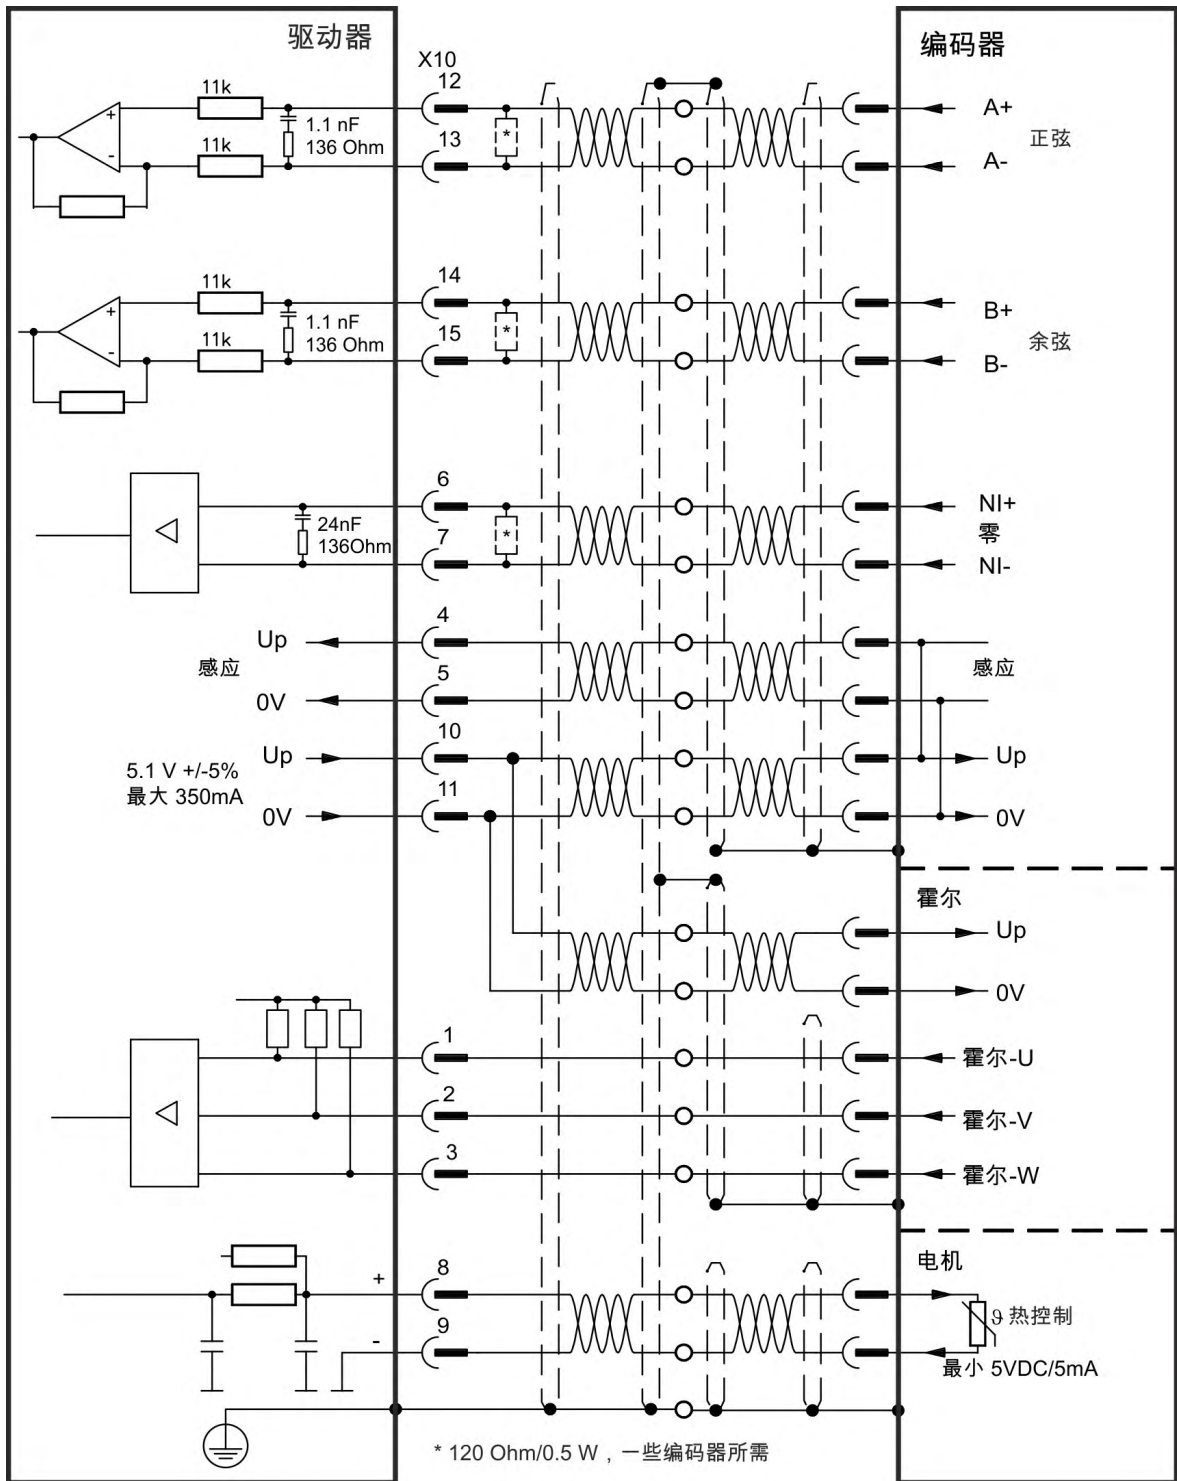 驱动器
X10
编码器
11k
12
A+
+
1.1 nF
*
正弦
136 Ohm
11k
13
-
A-
11k
14
B+
+
1.1 nF
*
余弦
136 Ohm
11k
15
-
B-
6
NI+
24nF
*
零
136Ohm
7
NI-
4
Up
感应
感应
5
0V
10
Up
Up
5.1 V +/-5%
最大 350mA
11
0V
0V
霍尔
Up
0V
1
霍尔-U
2
霍尔-V
3
霍尔-W
电机
8
+
ϑ 热控制
9
-
最小 5VDC/5mA
* 120 Ohm/0.5 W，一些编码器所需